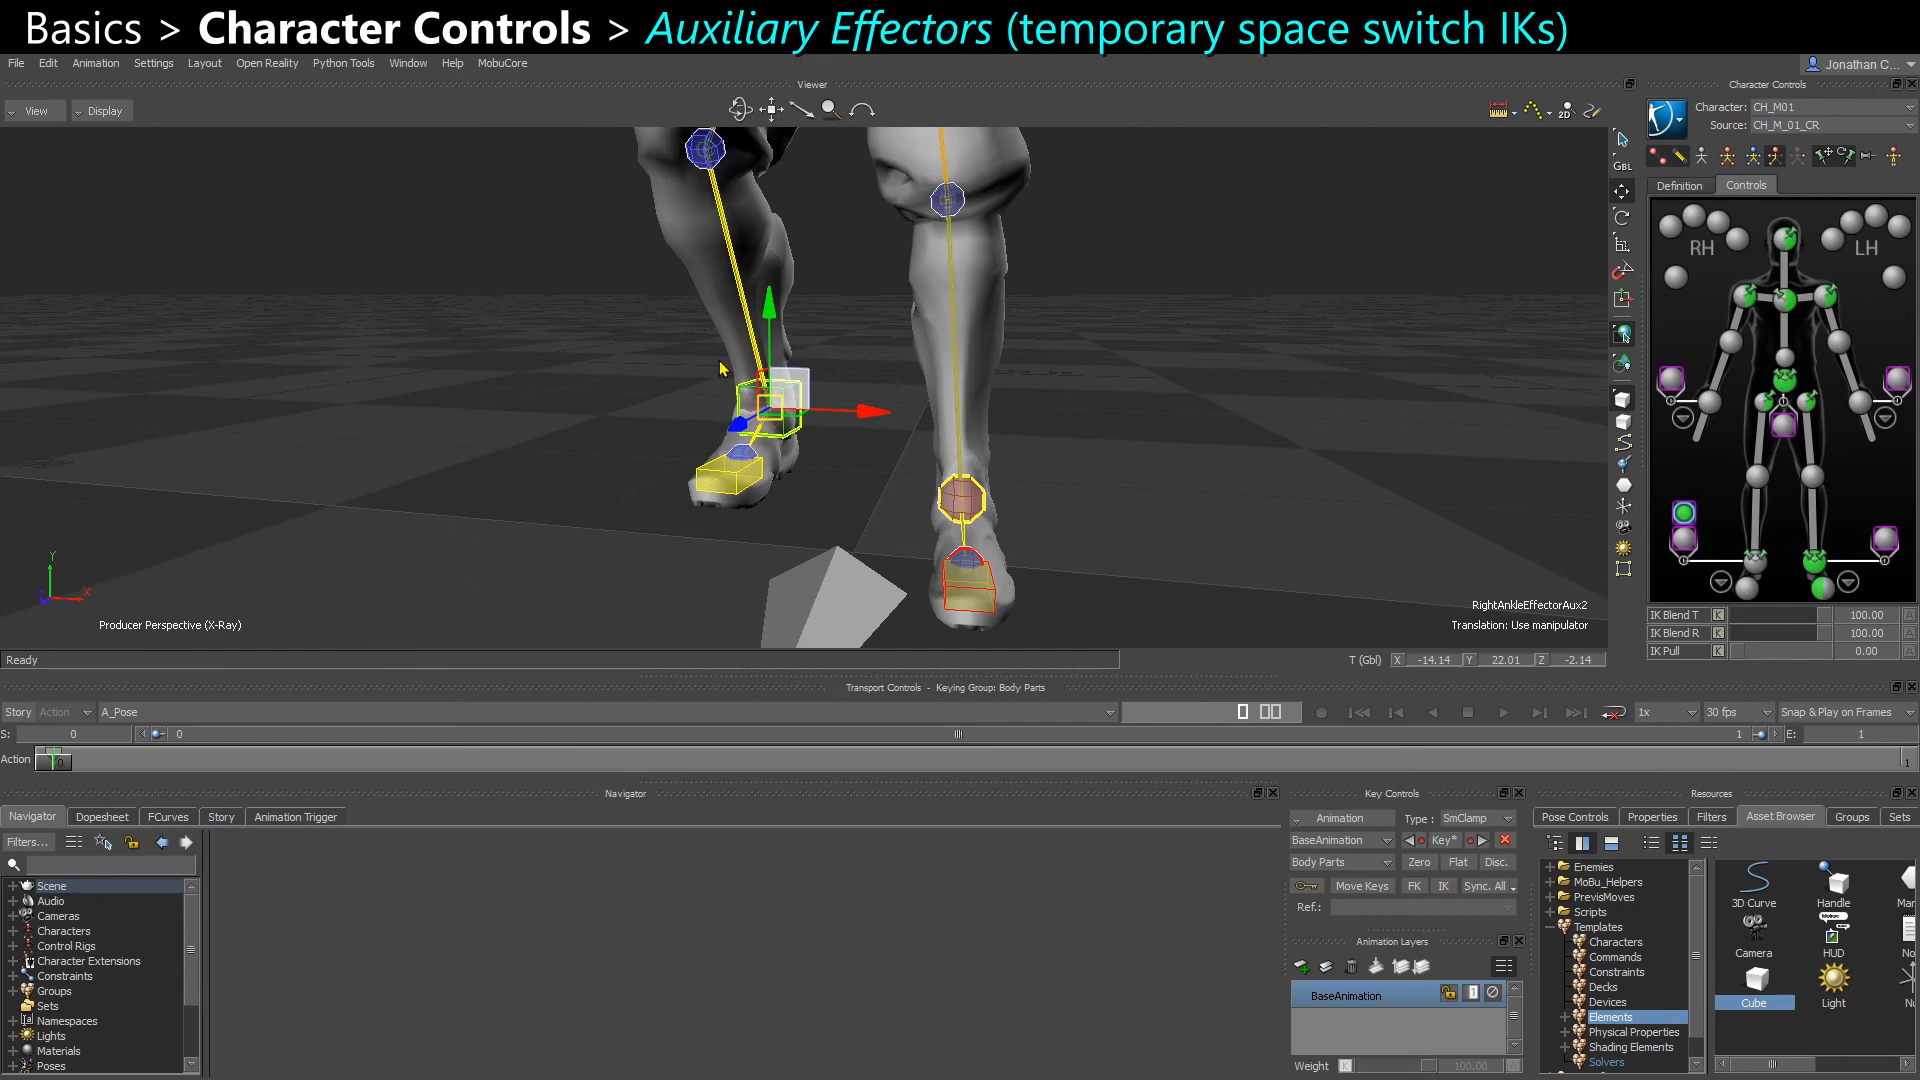 Basics > Character Controls > Auxiliary Effectors (temporary space switch IKs)
File Edit Animation Settings Layout Open Reality Python Tools Window Help MobuCore
Jonathan C...
Viewer
Character Controls
View Display
2D
Character: CH_M01
Source: CH_M_01_CR
GBL
Definition Controls
RH LH
Y
X
Producer Perspective (X-Ray)
RightAnkleEffectorAux2
Translation: Use manipulator
IK Blend T K 100.00 A
IK Blend R K 100.00 A
IK Pull K 0.00 A
Ready
T (Gbl) X -14.14 Y 22.01 Z -2.14
Transport Controls - Keying Group: Body Parts
Story Action A_Pose
1x 30 fps Snap & Play on Frames
S: 0 0 1 E: 1
Action 0 1
Navigator
Key Controls
Resources
Navigator Dopesheet FCurves Story Animation Trigger
Filters...
Scene
Audio
Cameras
Characters
Control Rigs
Character Extensions
Constraints
Groups
Sets
Namespaces
Lights
Materials
Poses
Animation Type : SmClamp
BaseAnimation Key*
Body Parts Zero Flat Disc.
Move Keys FK IK Sync. All
Ref.:
Animation Layers
BaseAnimation 1
Weight K 100.00 A
Pose Controls Properties Filters Asset Browser Groups Sets
Enemies
MoBu_Helpers
PrevisMoves
Scripts
Templates
Characters
Commands
Constraints
Decks
Devices
Elements
Physical Properties
Shading Elements
Solvers
3D Curve Handle
Camera HUD
Cube Light